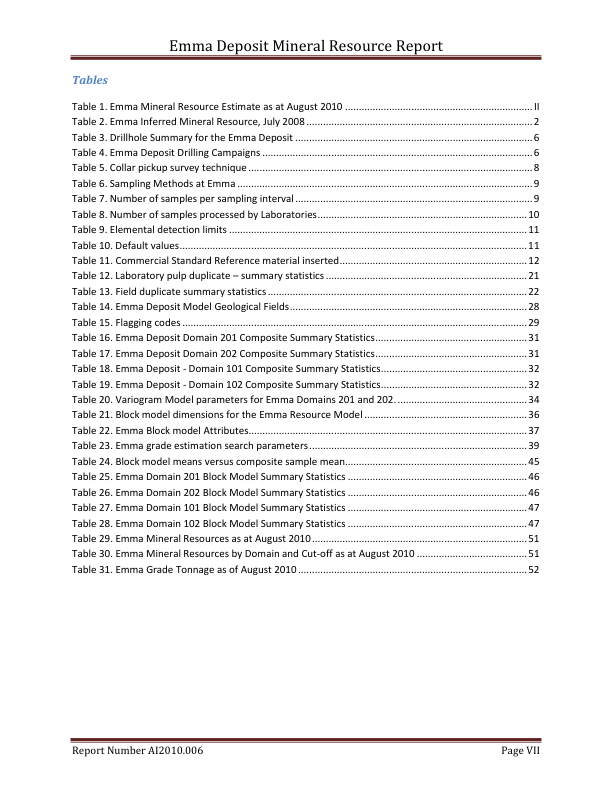 Emma Deposit Mineral Resource Report
Tables
Table 1. Emma Mineral Resource Estimate as at August 2010 ........ II
Table 2. Emma Inferred Mineral Resource, July 2008 ........ 2
Table 3. Drillhole Summary for the Emma Deposit ........ 6
Table 4. Emma Deposit Drilling Campaigns ........ 6
Table 5. Collar pickup survey technique ........ 8
Table 6. Sampling Methods at Emma ........ 9
Table 7. Number of samples per sampling interval ........ 9
Table 8. Number of samples processed by Laboratories ........ 10
Table 9. Elemental detection limits ........ 11
Table 10. Default values ........ 11
Table 11. Commercial Standard Reference material inserted ........ 12
Table 12. Laboratory pulp duplicate – summary statistics ........ 21
Table 13. Field duplicate summary statistics ........ 22
Table 14. Emma Deposit Model Geological Fields ........ 28
Table 15. Flagging codes ........ 29
Table 16. Emma Deposit Domain 201 Composite Summary Statistics ........ 31
Table 17. Emma Deposit Domain 202 Composite Summary Statistics ........ 31
Table 18. Emma Deposit - Domain 101 Composite Summary Statistics ........ 32
Table 19. Emma Deposit - Domain 102 Composite Summary Statistics ........ 32
Table 20. Variogram Model parameters for Emma Domains 201 and 202. ........ 34
Table 21. Block model dimensions for the Emma Resource Model ........ 36
Table 22. Emma Block model Attributes ........ 37
Table 23. Emma grade estimation search parameters ........ 39
Table 24. Block model means versus composite sample mean ........ 45
Table 25. Emma Domain 201 Block Model Summary Statistics ........ 46
Table 26. Emma Domain 202 Block Model Summary Statistics ........ 46
Table 27. Emma Domain 101 Block Model Summary Statistics ........ 47
Table 28. Emma Domain 102 Block Model Summary Statistics ........ 47
Table 29. Emma Mineral Resources as at August 2010 ........ 51
Table 30. Emma Mineral Resources by Domain and Cut-off as at August 2010 ........ 51
Table 31. Emma Grade Tonnage as of August 2010 ........ 52
Report Number AI2010.006 Page VII